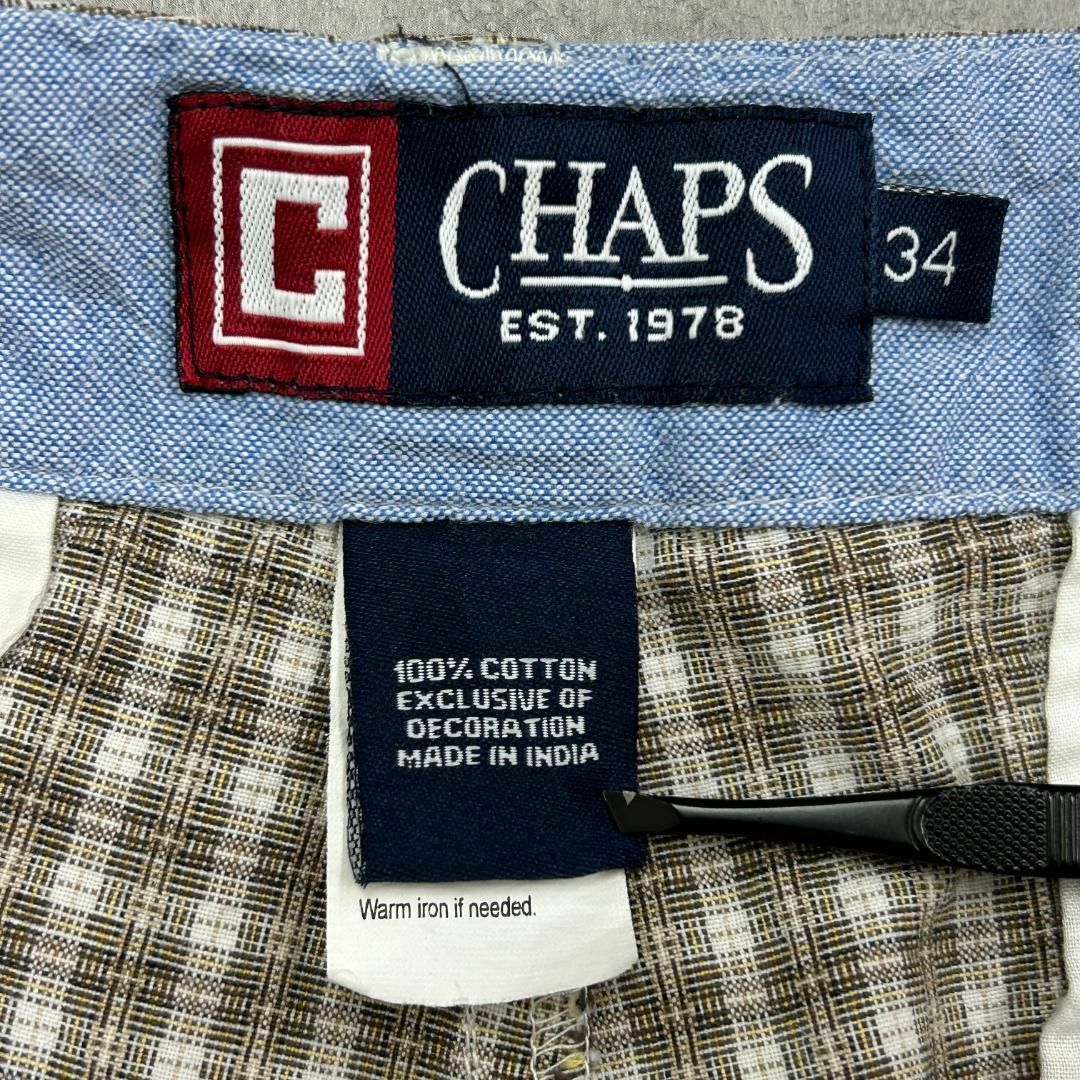 C
CHAPS
EST. 1978
34
100% COTTON
EXCLUSIVE OF
DECORATION
MADE IN INDIA
Warm iron if needed.